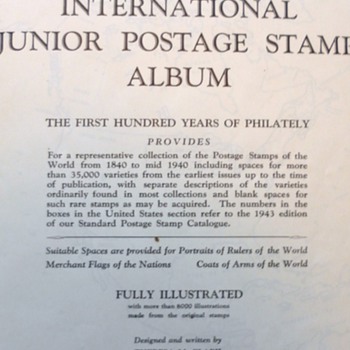 INTERNATIONAL
JUNIOR POSTAGE STAMP
ALBUM
THE FIRST HUNDRED YEARS OF PHILATELY
PROVIDES
For a representative collection of the Postage Stamps of the
World from 1840 to mid 1940 including spaces for more
than 35,000 varieties from the earliest issues up to the time
of publication, with separate descriptions of the varieties
ordinarily found in most collections and blank spaces for
such rare stamps as may be acquired. The numbers in the
boxes in the United States section refer to the 1943 edition
of our Standard Postage Stamp Catalogue.
Suitable Spaces are provided for Portraits of Rulers of the World
Merchant Flags of the Nations Coats of Arms of the World
FULLY ILLUSTRATED
with more than 8000 illustrations
made from the original stamps
Designed and written by